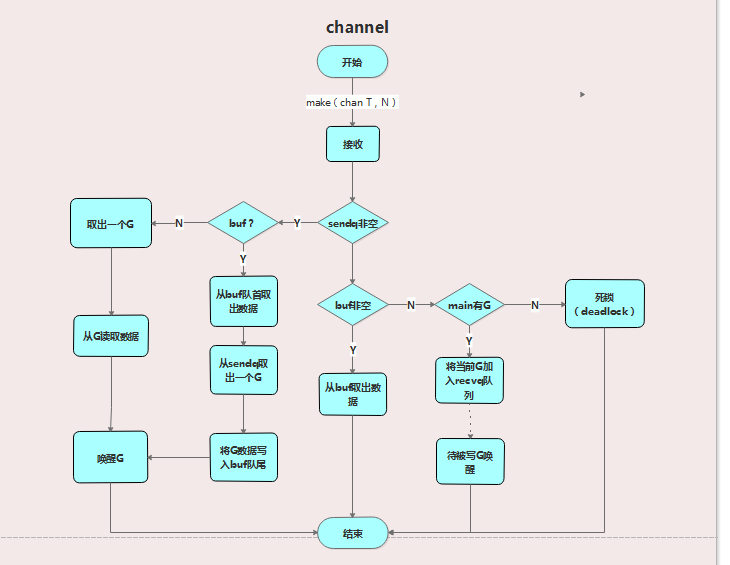 channel
开始
make（chan T，N）
接收
sendq非空
Y
buf？
N
取出一个G
Y
从buf队首取
出数据
从sendq取
出一个G
将G数据写
入buf队尾
从G读取数据
唤醒G
buf非空
N
main有G
N
死锁
（deadlock）
Y
从buf取出数
据
Y
将当前G加
入recvq队
列
待被写G唤
醒
结束